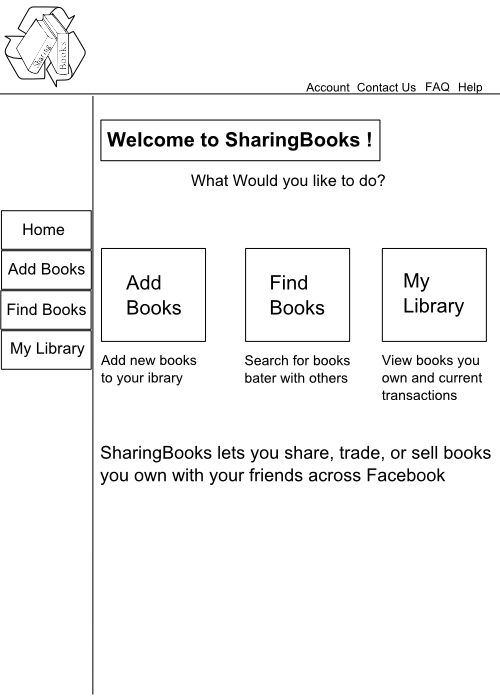 Sharing
Books
Account Contact Us FAQ Help
Welcome to SharingBooks !
What Would you like to do?
Home
Add Books
Find Books
My Library
Add
Books
Find
Books
My
Library
Add new books
to your ibrary
Search for books
bater with others
View books you
own and current
transactions
SharingBooks lets you share, trade, or sell books
you own with your friends across Facebook